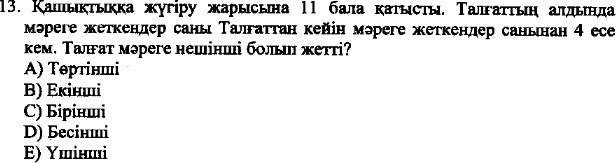 13. Қашықтыққа жүгіру жарысына 11 бала қатысты. Талғаттың алдында
мәреге жеткендер саны Талғаттан кейін мәреге жеткендер санынан 4 есе
кем. Талғат мәреге нешінші болып жетті?
A) Төртінші
B) Екінші
C) Бірінші
D) Бесінші
E) Үшінші